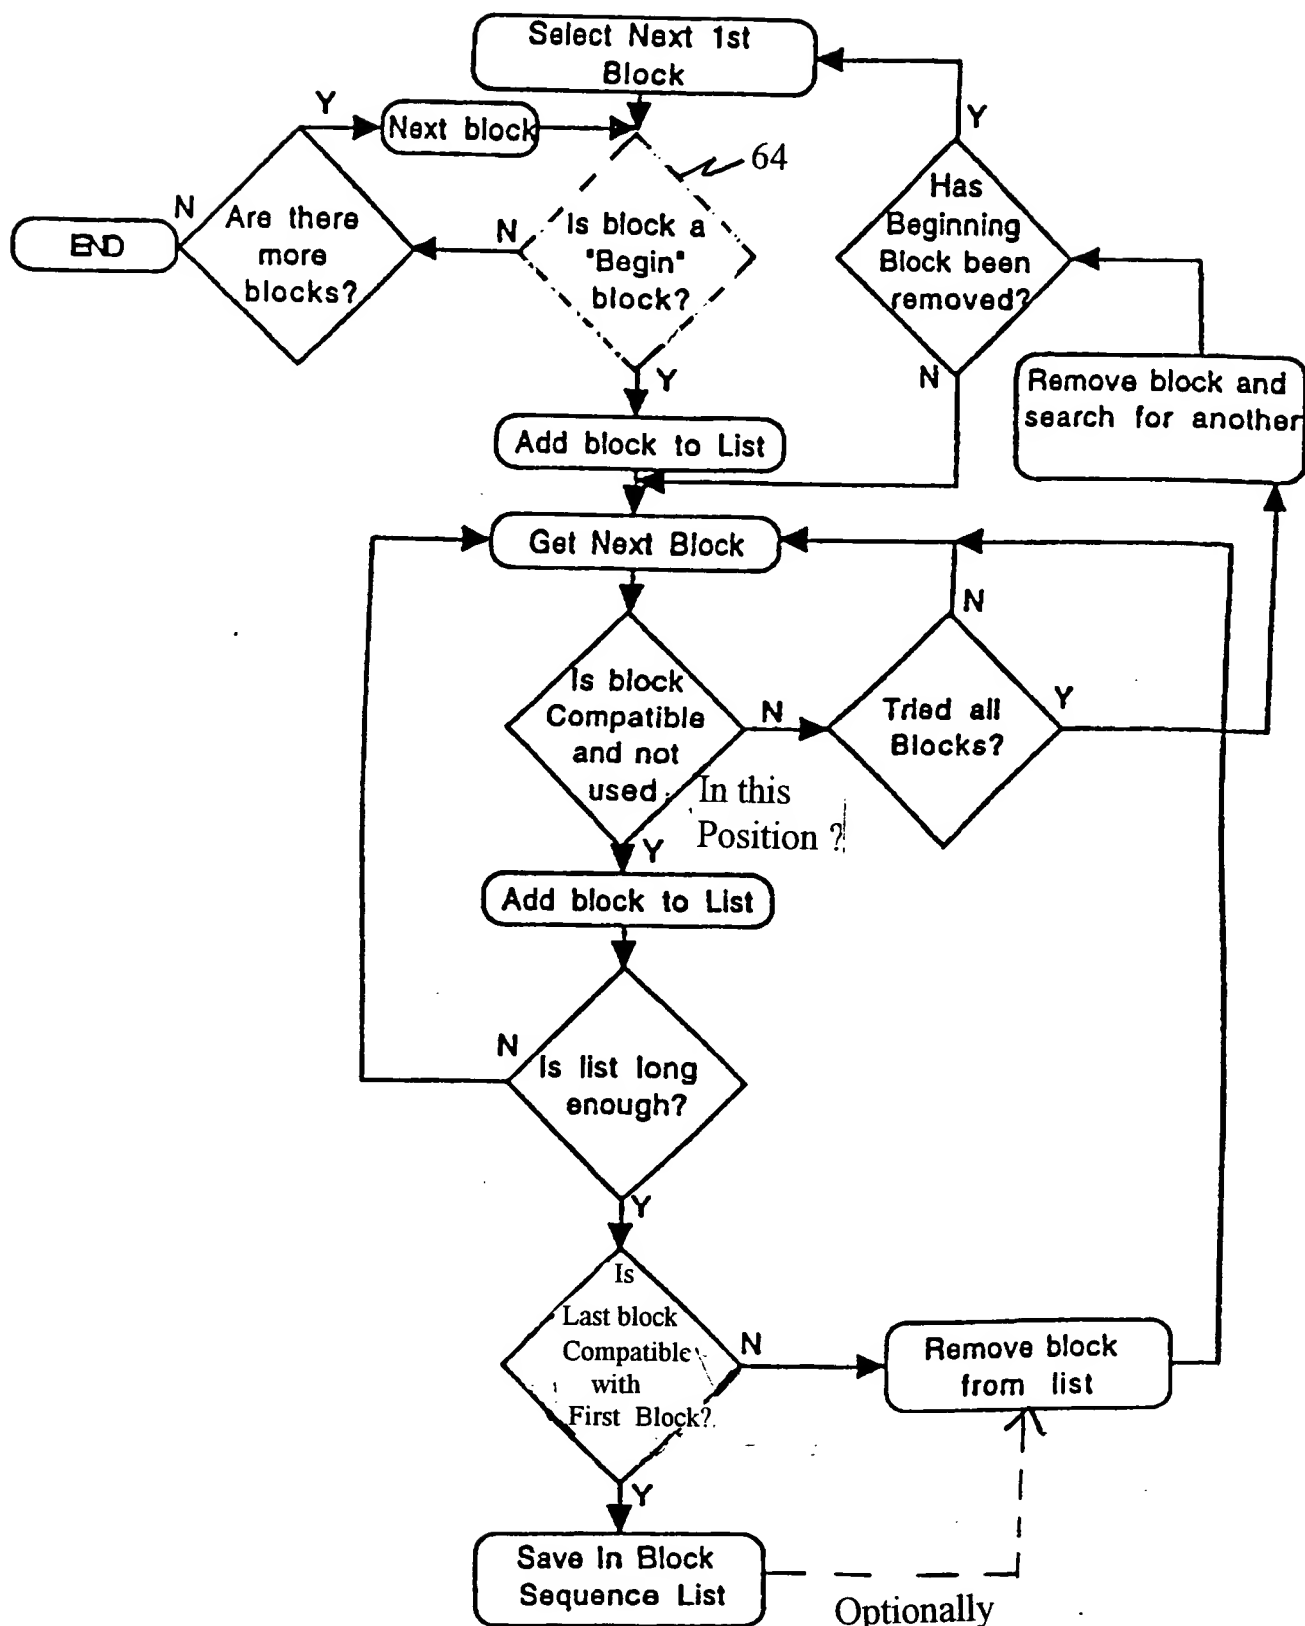 Select Next 1st
Block
Y
Next block
64
Y
N
Are there
more
blocks?
END
N
Is block a
"Begin"
block?
Has
Beginning
Block been
removed?
Y
N
Remove block and
search for another
Add block to List
Get Next Block
N
Is block
Compatible
and not
used
N
Tried all
Blocks?
Y
In this
Position ?
Y
Add block to List
N
Is list long
enough?
Y
Is
Last block
Compatible
with
First Block?
N
Remove block
from list
Y
Save In Block
Sequence List
Optionally